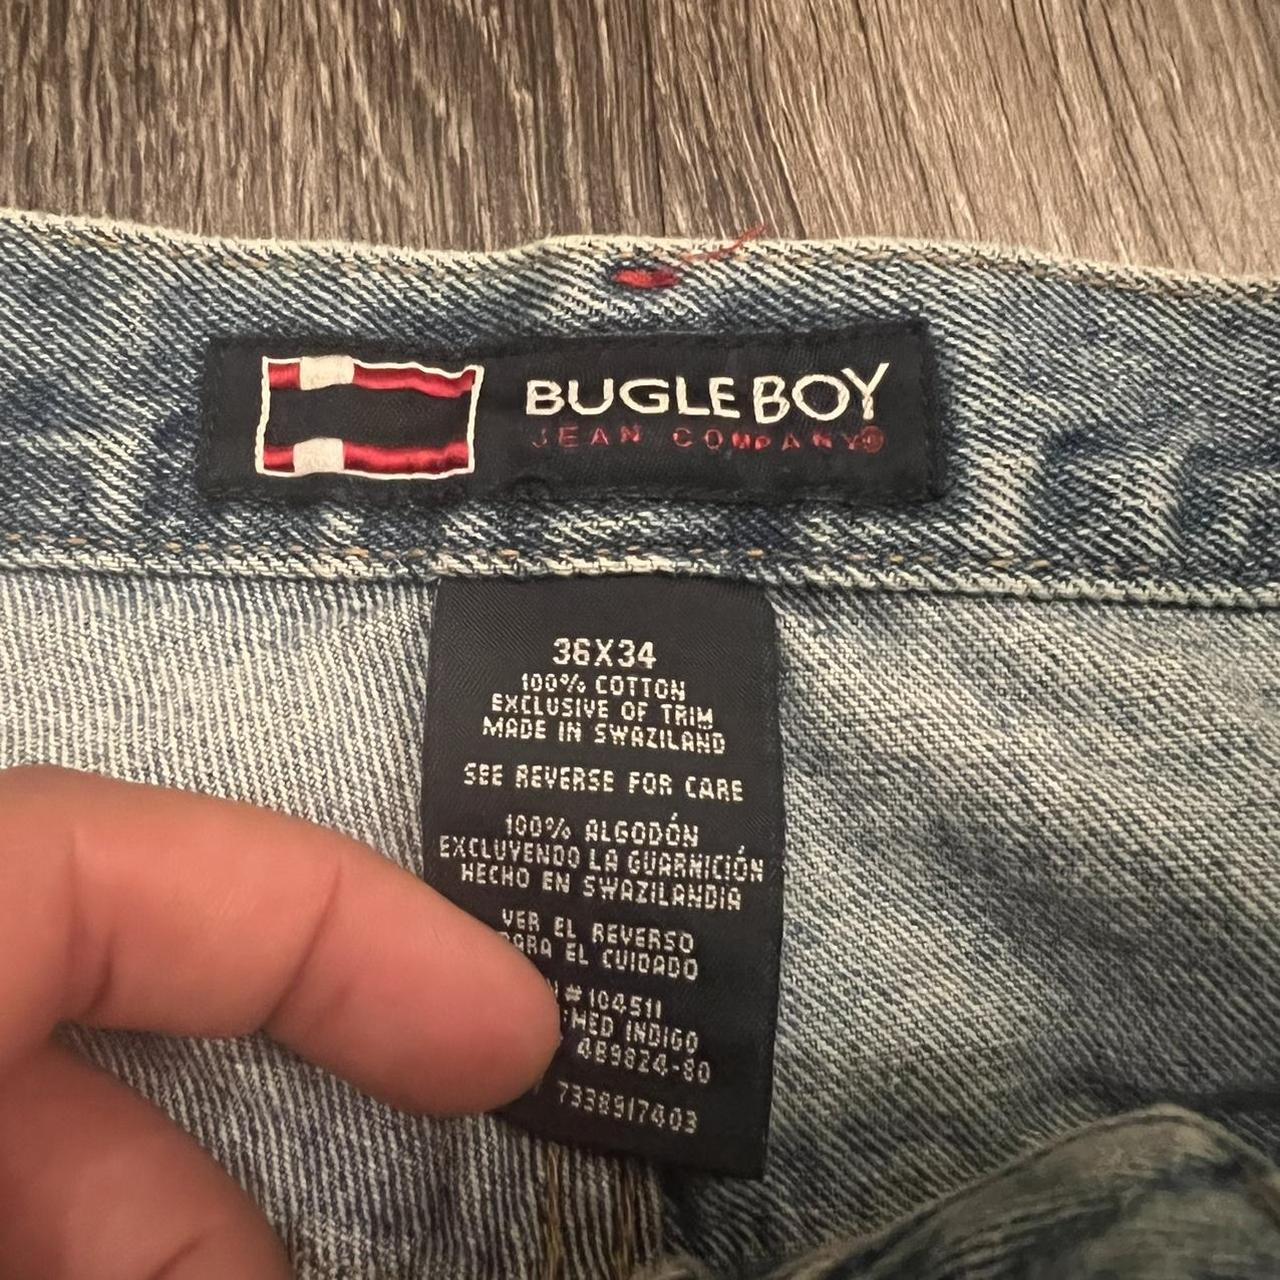 BUGLE BOY
JEAN COMPANY®
36X34
100% COTTON
EXCLUSIVE OF TRIM
MADE IN SWAZILAND
SEE REVERSE FOR CARE
100% ALGODÓN
EXCLUYENDO LA GUARNICIÓN
HECHO EN SWAZILANDIA
VER EL REVERSO
PARA EL CUIDADO
#104511
:MED INDIGO
4B9824-80
7338917403